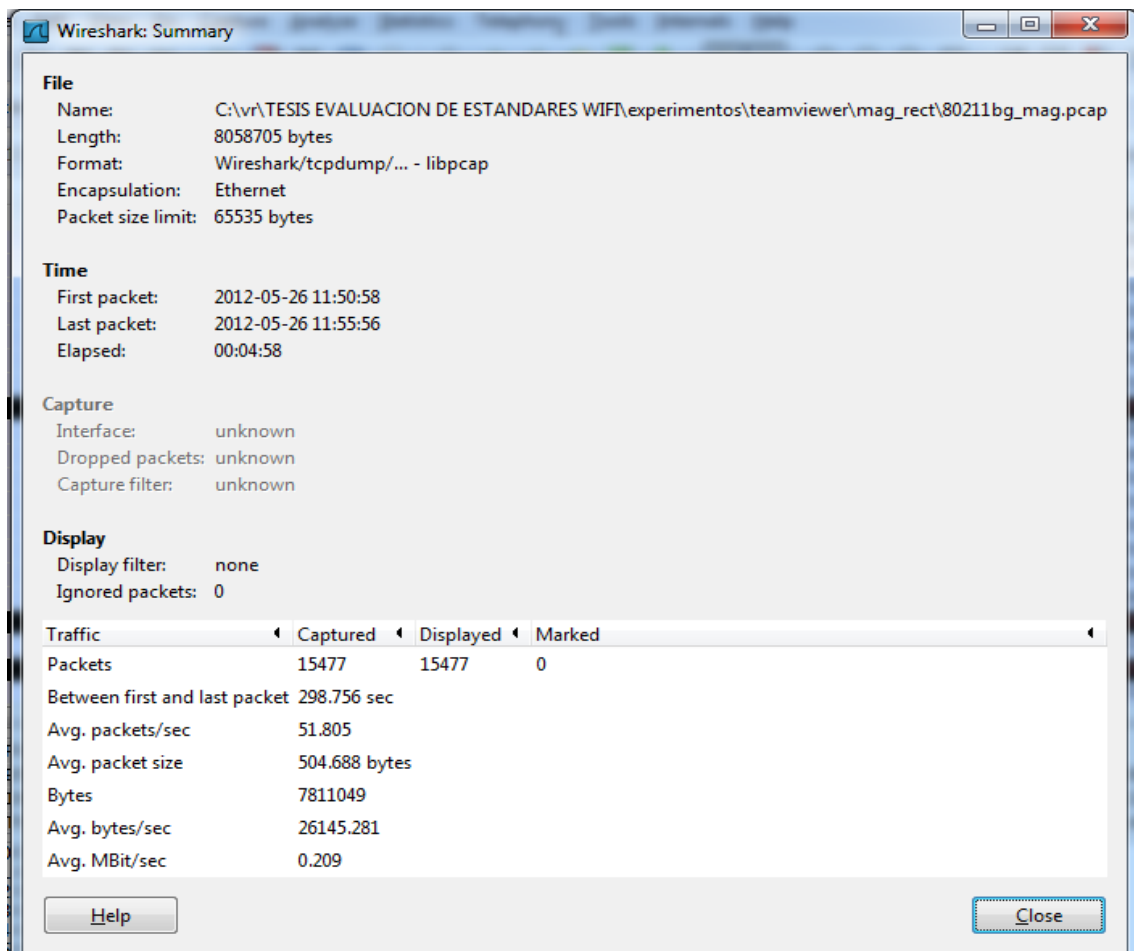 Wireshark: Summary
File
Name: C:\vr\TESIS EVALUACION DE ESTANDARES WIFI\experimentos\teamviewer\mag_rect\80211bg_mag.pcap
Length: 8058705 bytes
Format: Wireshark/tcpdump/... - libpcap
Encapsulation: Ethernet
Packet size limit: 65535 bytes
Time
First packet: 2012-05-26 11:50:58
Last packet: 2012-05-26 11:55:56
Elapsed: 00:04:58
Capture
Interface: unknown
Dropped packets: unknown
Capture filter: unknown
Display
Display filter: none
Ignored packets: 0
Traffic Captured Displayed Marked
Packets 15477 15477 0
Between first and last packet 298.756 sec
Avg. packets/sec 51.805
Avg. packet size 504.688 bytes
Bytes 7811049
Avg. bytes/sec 26145.281
Avg. MBit/sec 0.209
Help Close